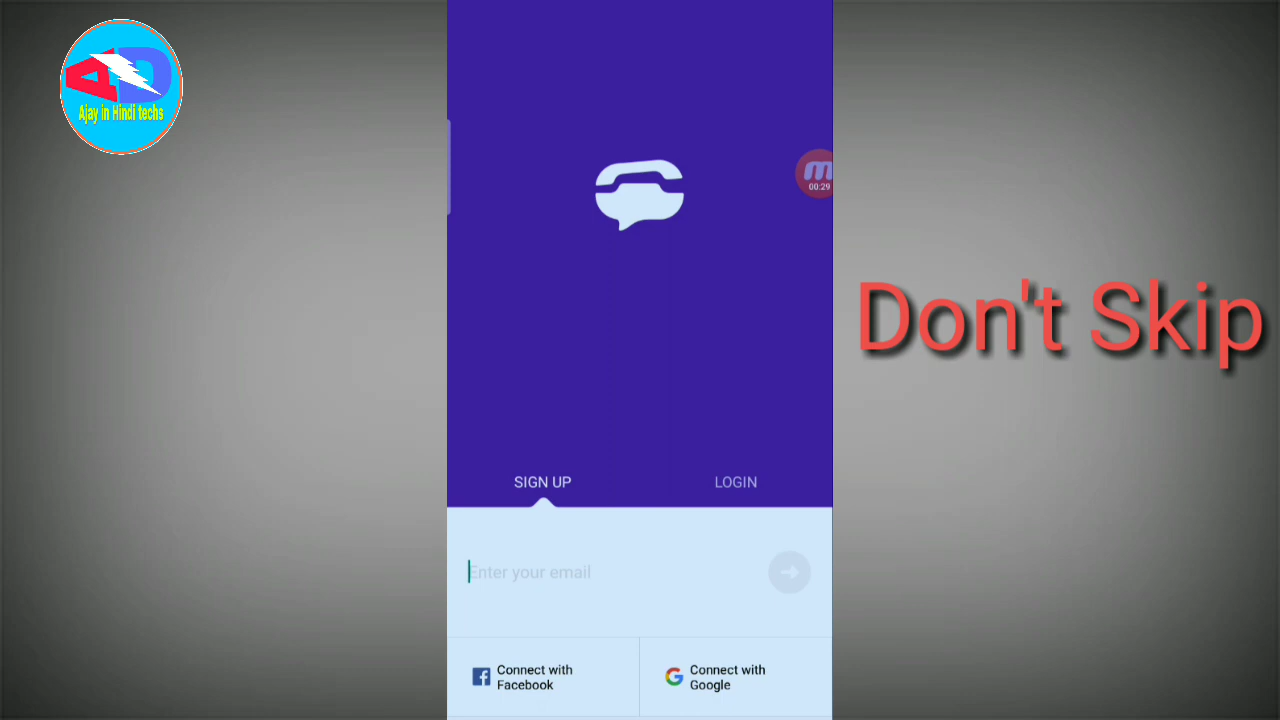 AD
Ajay in Hindi techs
m
00:29
Don't Skip
SIGN UP
LOGIN
Enter your email
Connect with
Facebook
Connect with
Google